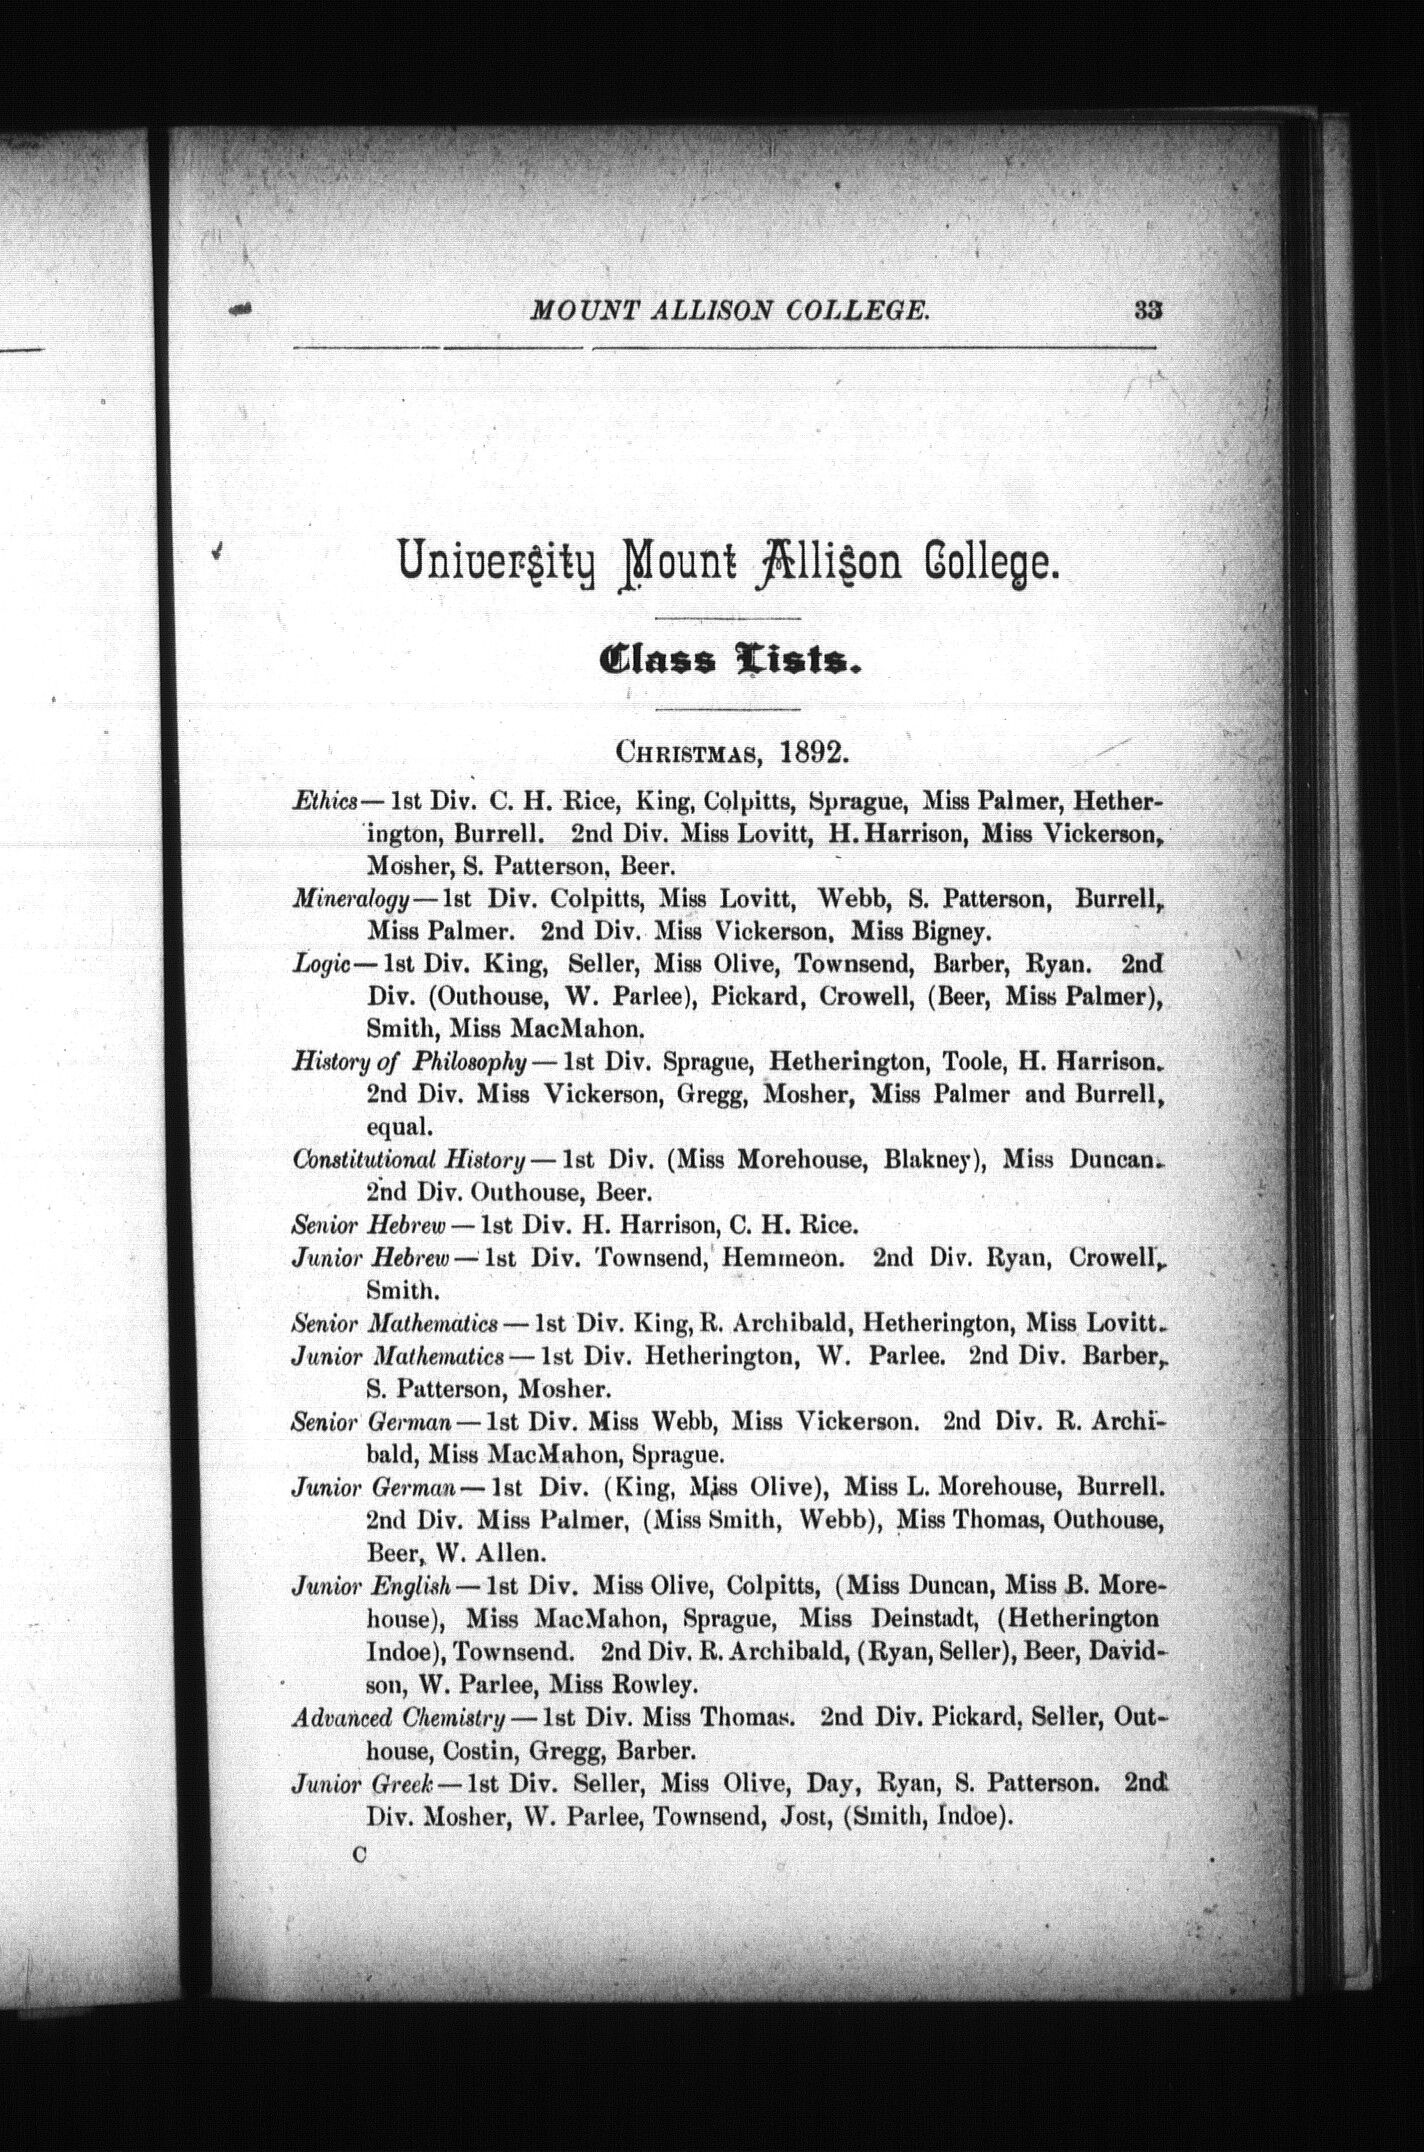 MOUNT ALLISON COLLEGE. 33
University Mount Allison College.
Class Lists.
CHRISTMAS, 1892.
Ethics—1st Div. C. H. Rice, King, Colpitts, Sprague, Miss Palmer, Hether-
ington, Burrell. 2nd Div. Miss Lovitt, H. Harrison, Miss Vickerson,
Mosher, S. Patterson, Beer.
Mineralogy—1st Div. Colpitts, Miss Lovitt, Webb, S. Patterson, Burrell,
Miss Palmer. 2nd Div. Miss Vickerson, Miss Bigney.
Logic—1st Div. King, Seller, Miss Olive, Townsend, Barber, Ryan. 2nd
Div. (Outhouse, W. Parlee), Pickard, Crowell, (Beer, Miss Palmer),
Smith, Miss MacMahon.
History of Philosophy—1st Div. Sprague, Hetherington, Toole, H. Harrison.
2nd Div. Miss Vickerson, Gregg, Mosher, Miss Palmer and Burrell,
equal.
Constitutional History—1st Div. (Miss Morehouse, Blakney), Miss Duncan.
2nd Div. Outhouse, Beer.
Senior Hebrew—1st Div. H. Harrison, C. H. Rice.
Junior Hebrew—1st Div. Townsend, Hemmeon. 2nd Div. Ryan, Crowell,
Smith.
Senior Mathematics—1st Div. King, R. Archibald, Hetherington, Miss Lovitt.
Junior Mathematics—1st Div. Hetherington, W. Parlee. 2nd Div. Barber,
S. Patterson, Mosher.
Senior German—1st Div. Miss Webb, Miss Vickerson. 2nd Div. R. Archi-
bald, Miss MacMahon, Sprague.
Junior German—1st Div. (King, Miss Olive), Miss L. Morehouse, Burrell.
2nd Div. Miss Palmer, (Miss Smith, Webb), Miss Thomas, Outhouse,
Beer, W. Allen.
Junior English—1st Div. Miss Olive, Colpitts, (Miss Duncan, Miss B. More-
house), Miss MacMahon, Sprague, Miss Deinstadt, (Hetherington
Indoe), Townsend. 2nd Div. R. Archibald, (Ryan, Seller), Beer, David-
son, W. Parlee, Miss Rowley.
Advanced Chemistry—1st Div. Miss Thomas. 2nd Div. Pickard, Seller, Out-
house, Costin, Gregg, Barber.
Junior Greek—1st Div. Seller, Miss Olive, Day, Ryan, S. Patterson. 2nd
Div. Mosher, W. Parlee, Townsend, Jost, (Smith, Indoe).
C